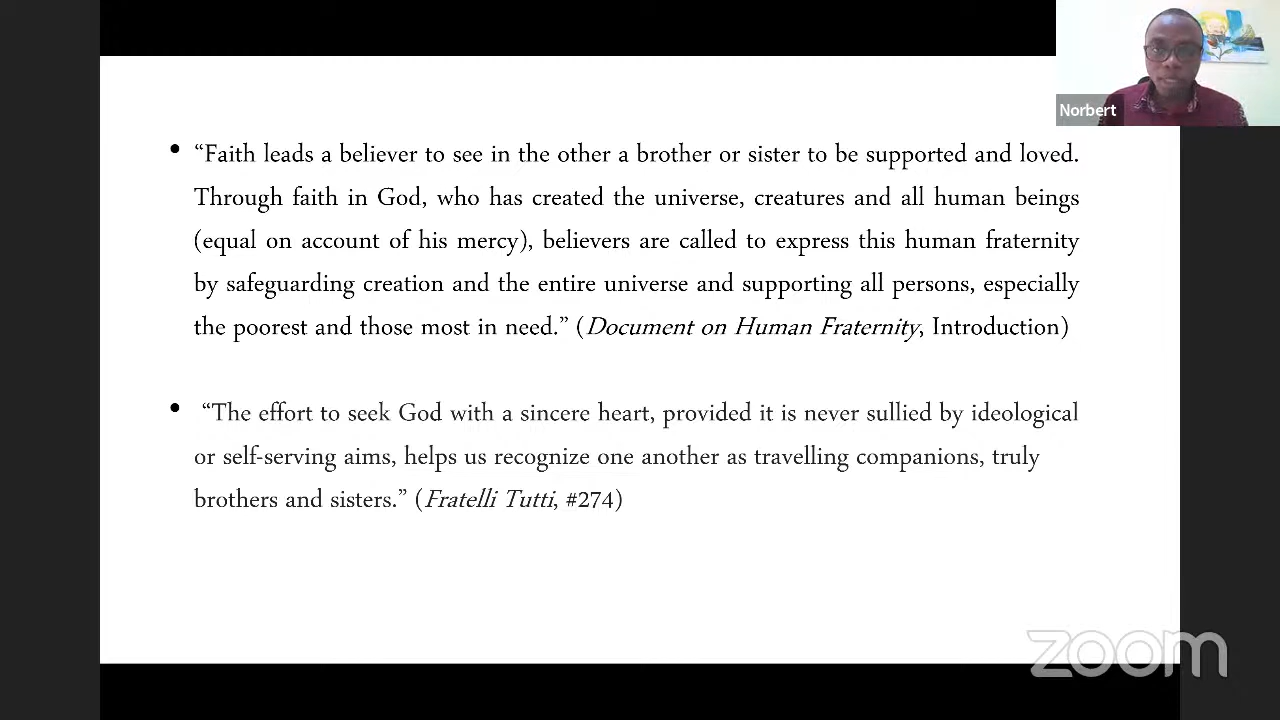 Norbert
• “Faith leads a believer to see in the other a brother or sister to be supported and loved.
Through faith in God, who has created the universe, creatures and all human beings
(equal on account of his mercy), believers are called to express this human fraternity
by safeguarding creation and the entire universe and supporting all persons, especially
the poorest and those most in need.” (Document on Human Fraternity, Introduction)
• “The effort to seek God with a sincere heart, provided it is never sullied by ideological
or self-serving aims, helps us recognize one another as travelling companions, truly
brothers and sisters.” (Fratelli Tutti, #274)
zoom